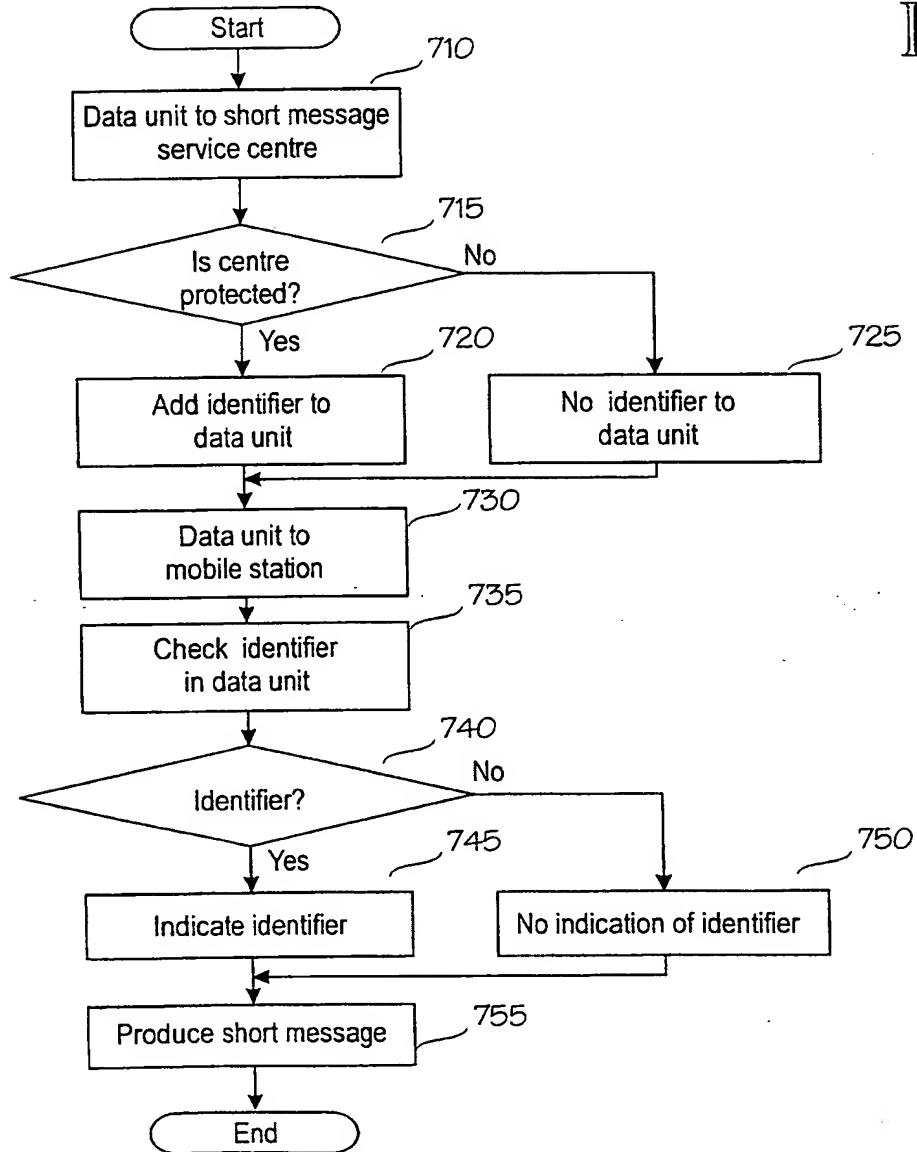 Start
710
Data unit to short message
service centre
715
Is centre
protected?
No
Yes
720
725
Add identifier to
data unit
No identifier to
data unit
730
Data unit to
mobile station
735
Check identifier
in data unit
740
Identifier?
No
Yes
745
750
Indicate identifier
No indication of identifier
755
Produce short message
End